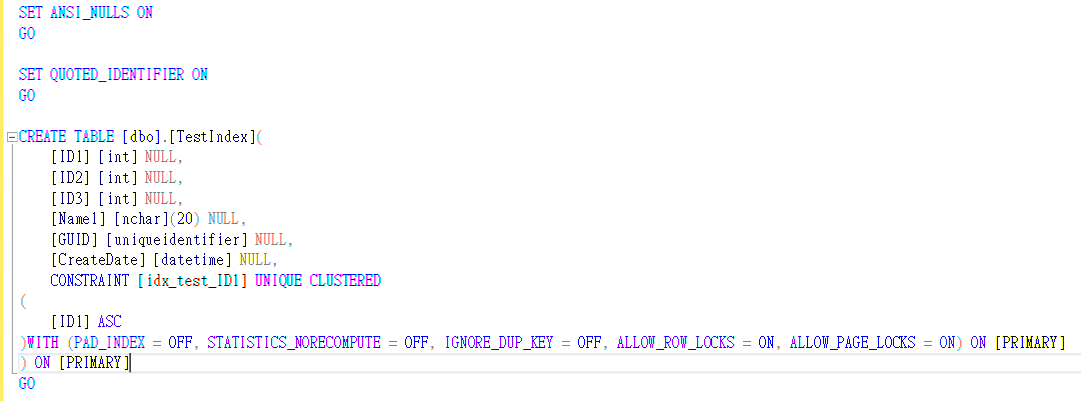 SET ANSI_NULLS ON
GO
SET QUOTED_IDENTIFIER ON
GO
CREATE TABLE [dbo].[TestIndex](
[ID1] [int] NULL,
[ID2] [int] NULL,
[ID3] [int] NULL,
[Name1] [nchar](20) NULL,
[GUID] [uniqueidentifier] NULL,
[CreateDate] [datetime] NULL,
CONSTRAINT [idx_test_ID1] UNIQUE CLUSTERED
(
[ID1] ASC
)WITH (PAD_INDEX = OFF, STATISTICS_NORECOMPUTE = OFF, IGNORE_DUP_KEY = OFF, ALLOW_ROW_LOCKS = ON, ALLOW_PAGE_LOCKS = ON) ON [PRIMARY]
) ON [PRIMARY]
GO